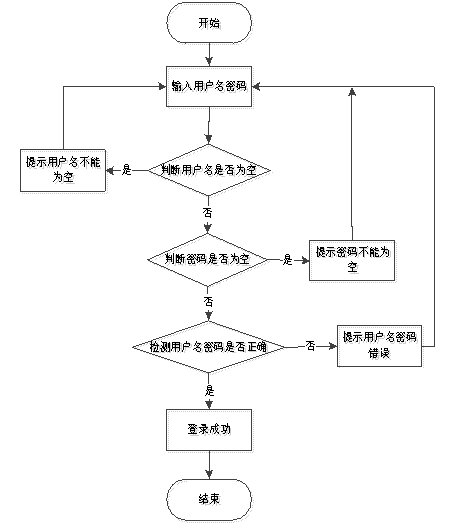 开始
输入用户名密码
提示用户名不能
为空
是
判断用户名是否为空
否
判断密码是否为空
是
提示密码不能为
空
否
检测用户名密码是否正确
否
提示用户名密码
错误
是
登录成功
结束